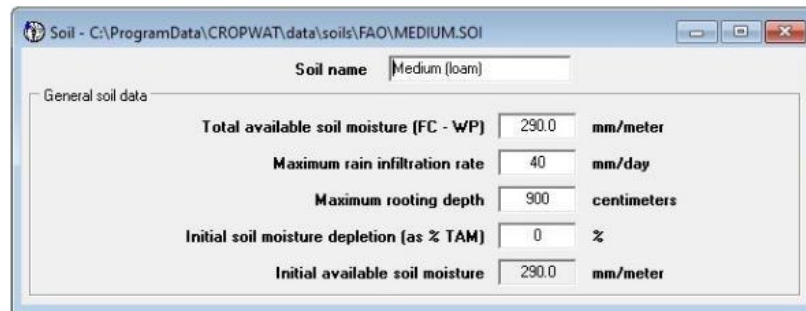 Soil - C:\ProgramData\CROPWAT\data\soils\FAO\MEDIUM.SOI
Soil name Medium (loam)
General soil data
Total available soil moisture (FC - WP) 290.0 mm/meter
Maximum rain infiltration rate 40 mm/day
Maximum rooting depth 900 centimeters
Initial soil moisture depletion (as % TAM) 0 %
Initial available soil moisture 290.0 mm/meter